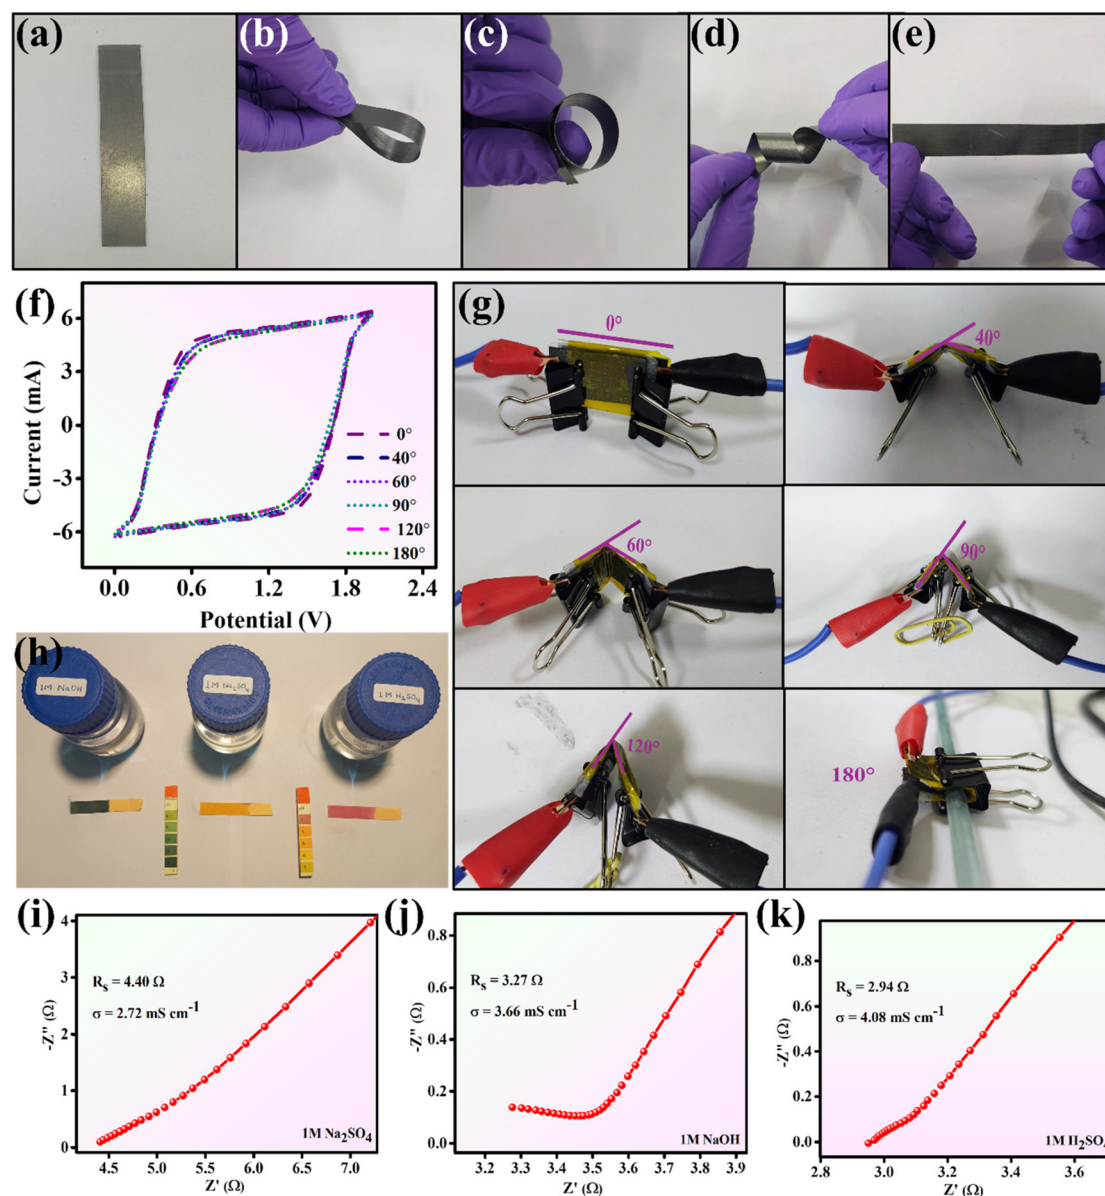 (a)
(b)
(c)
(d)
(e)
(f)
Current (mA)
6
3
0
-3
-6
0°
40°
60°
90°
120°
180°
0.0
0.6
1.2
1.8
2.4
Potential (V)
(g)
0°
40°
60°
90°
120°
180°
(h)
1M NaOH
1M Na₂SO₄
1M H₂SO₄
(i)
-Z'' (Ω)
4
3
2
1
0
Rₛ = 4.40 Ω
σ = 2.72 mS cm⁻¹
1M Na₂SO₄
4.5
5.0
5.5
6.0
6.5
7.0
Z' (Ω)
(j)
-Z'' (Ω)
0.8
0.6
0.4
0.2
0.0
Rₛ = 3.27 Ω
σ = 3.66 mS cm⁻¹
1M NaOH
3.2
3.3
3.4
3.5
3.6
3.7
3.8
3.9
Z' (Ω)
(k)
-Z'' (Ω)
0.8
0.6
0.4
0.2
0.0
Rₛ = 2.94 Ω
σ = 4.08 mS cm⁻¹
1M H₂SO₄
2.8
3.0
3.2
3.4
3.6
Z' (Ω)